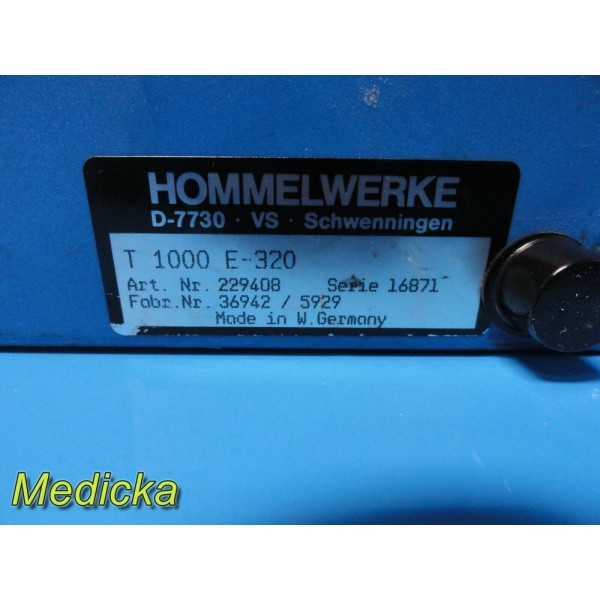 HOMMELWERKE
D-7730 · VS · Schwenningen
T 1000 E-320
Art. Nr. 229408 Serie 16871
Fabr.Nr. 36942 / 5929
Made in W.Germany
Medicka